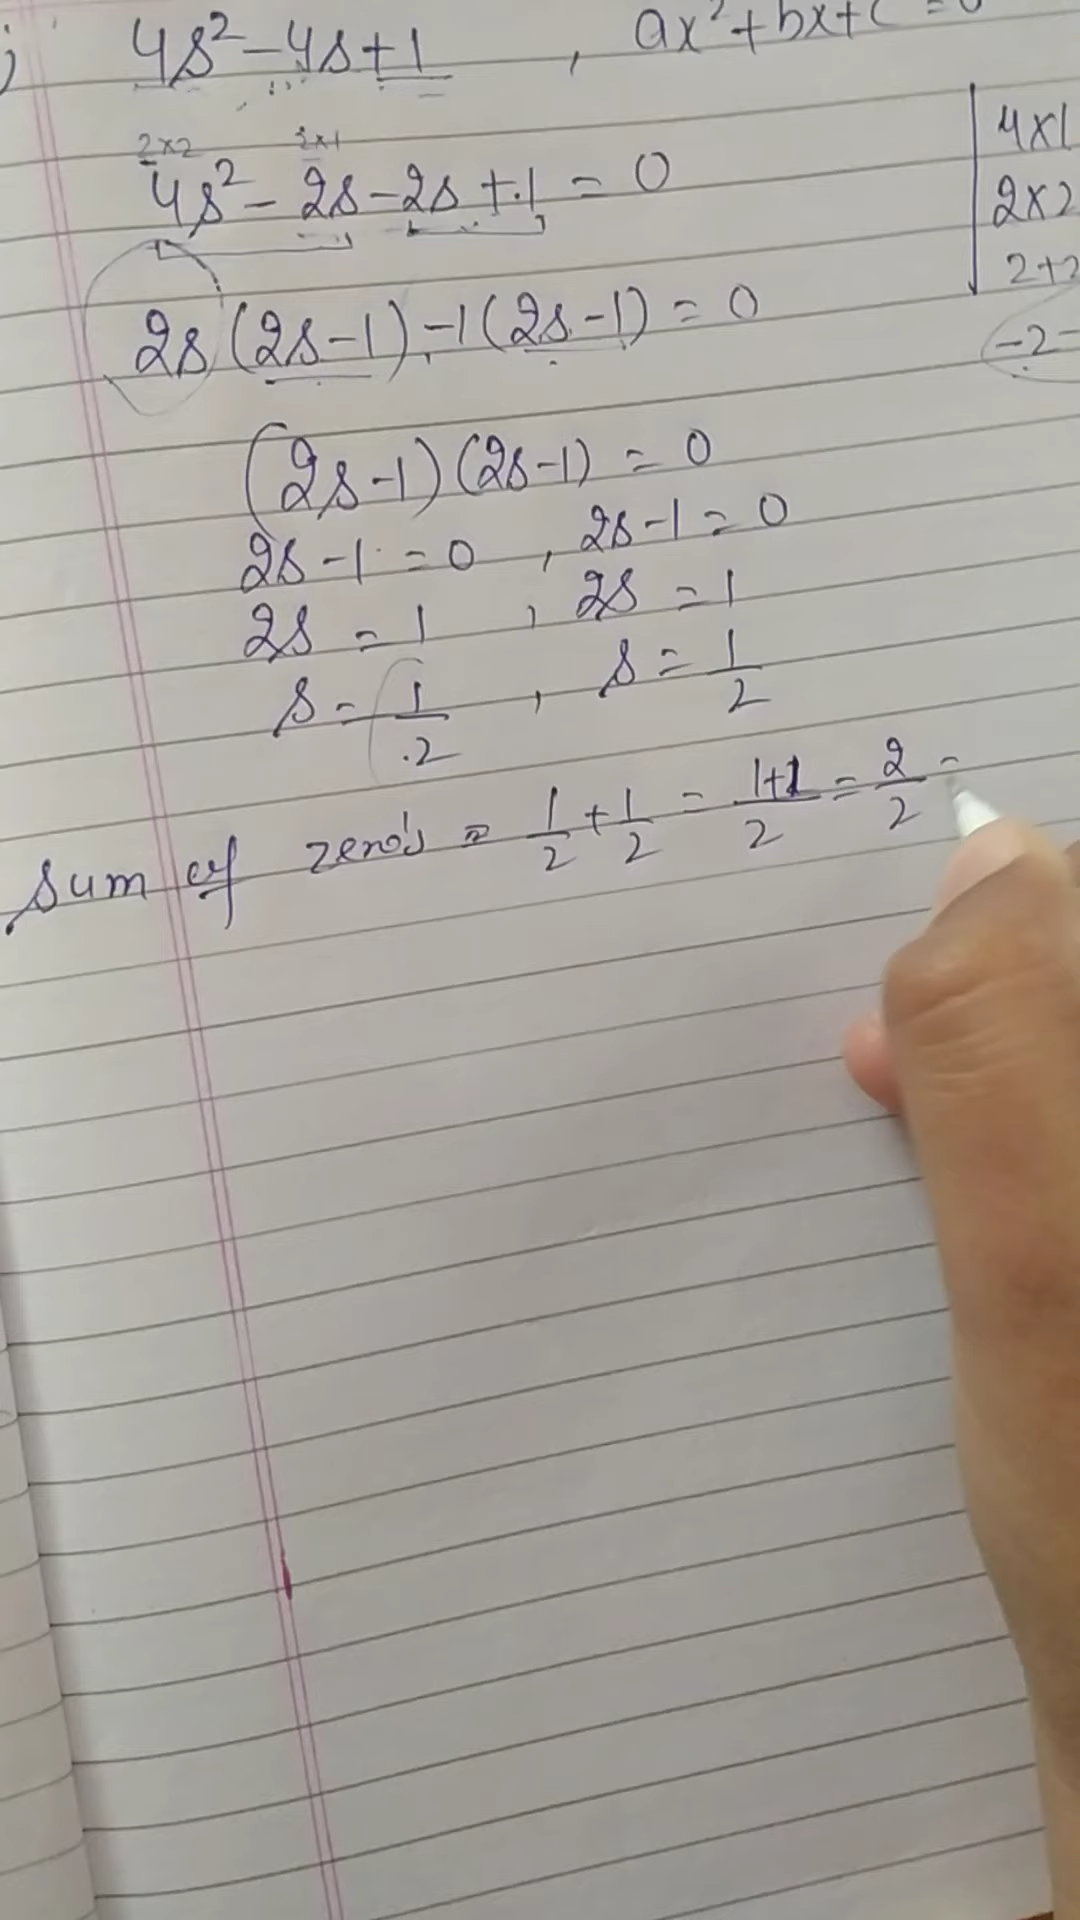 4s² - 4s + 1 , ax² + bx + c = 0
2×2
4s² - 2s - 2s + 1 = 0
2s (2s - 1) - 1 (2s - 1) = 0
(2s - 1) (2s - 1) = 0
2s - 1 = 0 , 2s - 1 = 0
2s = 1 , 2s = 1
s = 1/2 , s = 1/2
Sum of zero's = 1/2 + 1/2 = 1+1/2 = 2/2 =
4×1
2×2
2+2
-2-